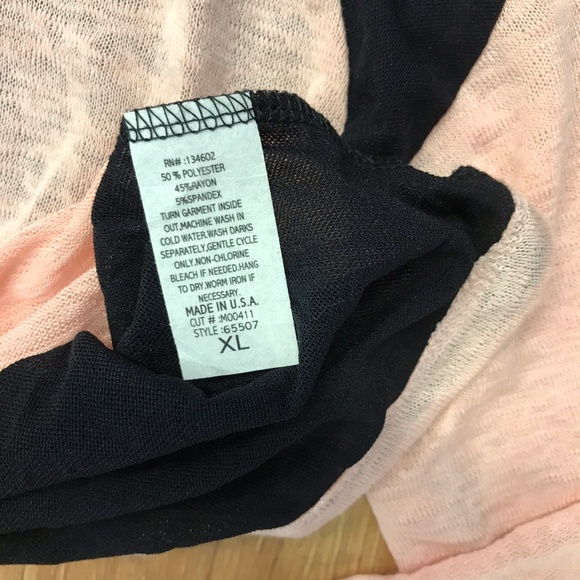 RN# :134602
50 % POLYESTER
45%RAYON
5%SPANDEX
TURN GARMENT INSIDE
OUT.MACHINE WASH IN
COLD WATER.WASH DARKS
SEPARATELY,GENTLE CYCLE
ONLY.NON-CHLORINE
BLEACH IF NEEDED.HANG
TO DRY.WORM IRON IF
NECESSARY.
MADE IN U.S.A.
CUT # :M00411
STYLE :65507
XL